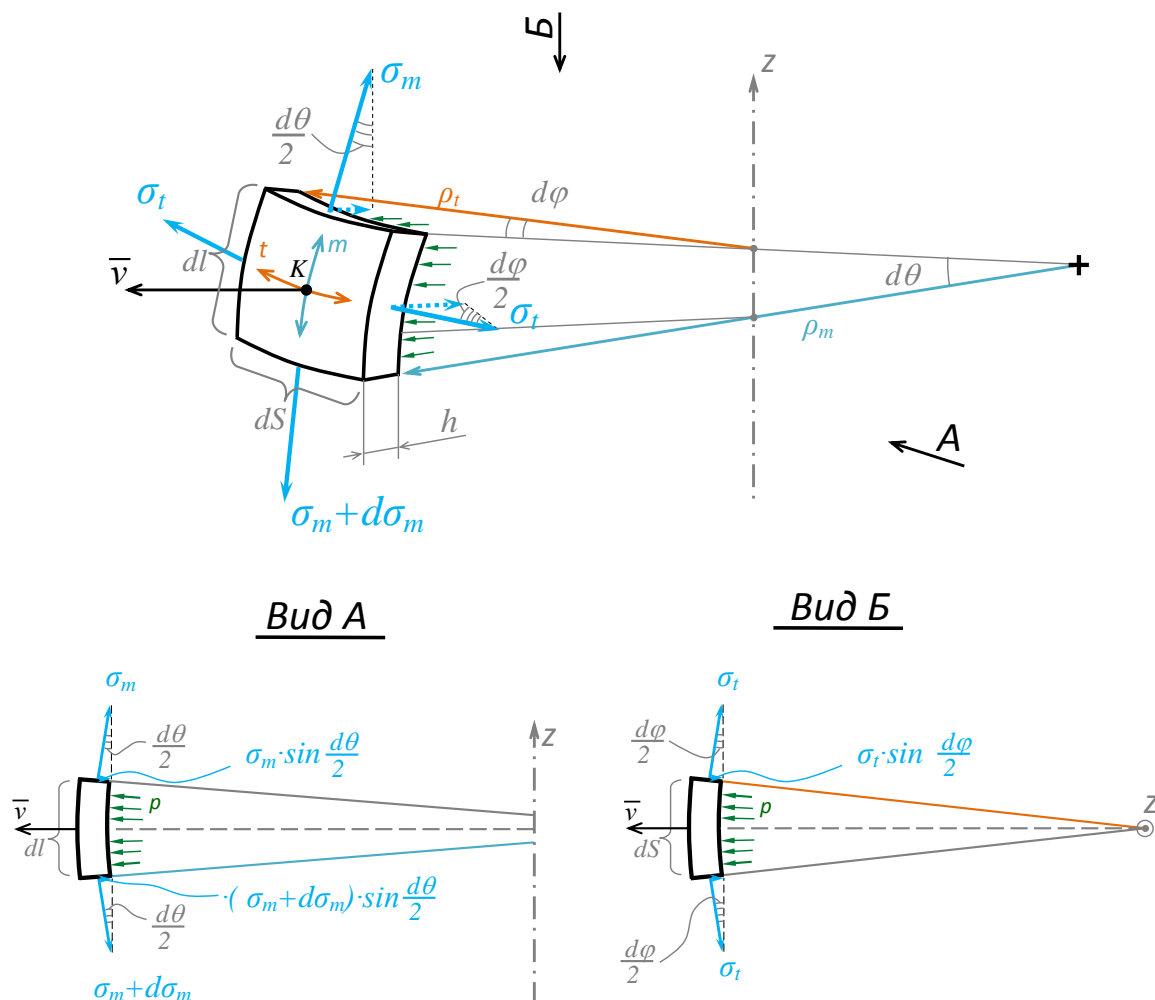 Б
z
σm
dθ/2
σt
ρt
dφ
dl
t
m
v̅
K
dφ/2
dθ
σt
ρm
dS
h
А
σm+dσm
Вид А
Вид Б
σm
σt
dθ/2
σm·sin dθ/2
z
dφ/2
σt·sin dφ/2
p
p
v̅
v̅
z
dl
dS
·(σm+dσm)·sin dθ/2
dθ/2
dφ/2
σm+dσm
σt